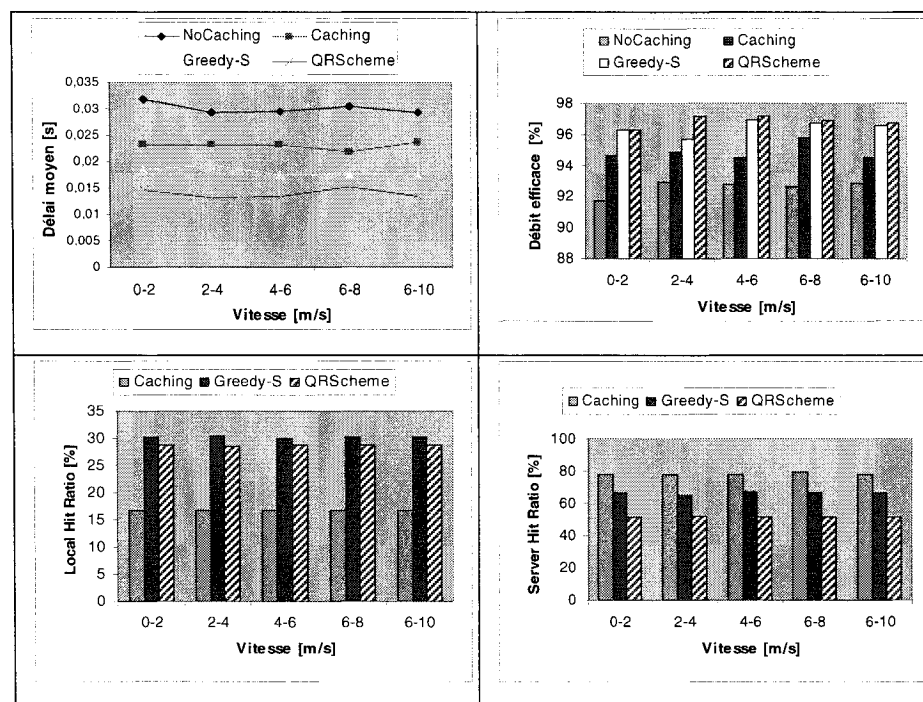 NoCaching Caching
Greedy-S QRScheme
Délai moyen [s]
0,035
0.03
0.025
0.02
0.015
0.01
0.005
0
0-2 2-4 4-6 6-8 6-10
Vitesse [m/s]
NoCaching Caching
Greedy-S QRScheme
Débit efficace [%]
98
96
94
92
90
88
0-2 2-4 4-6 6-8 6-10
Vitesse [m/s]
Caching Greedy-S QRScheme
Local Hit Ratio [%]
35
30
25
20
15
10
5
0
0-2 2-4 4-6 6-8 6-10
Vitesse [m/s]
Caching Greedy-S QRScheme
Server Hit Ratio [%]
100
80
60
40
20
0
0-2 2-4 4-6 6-8 6-10
Vitesse [m/s]